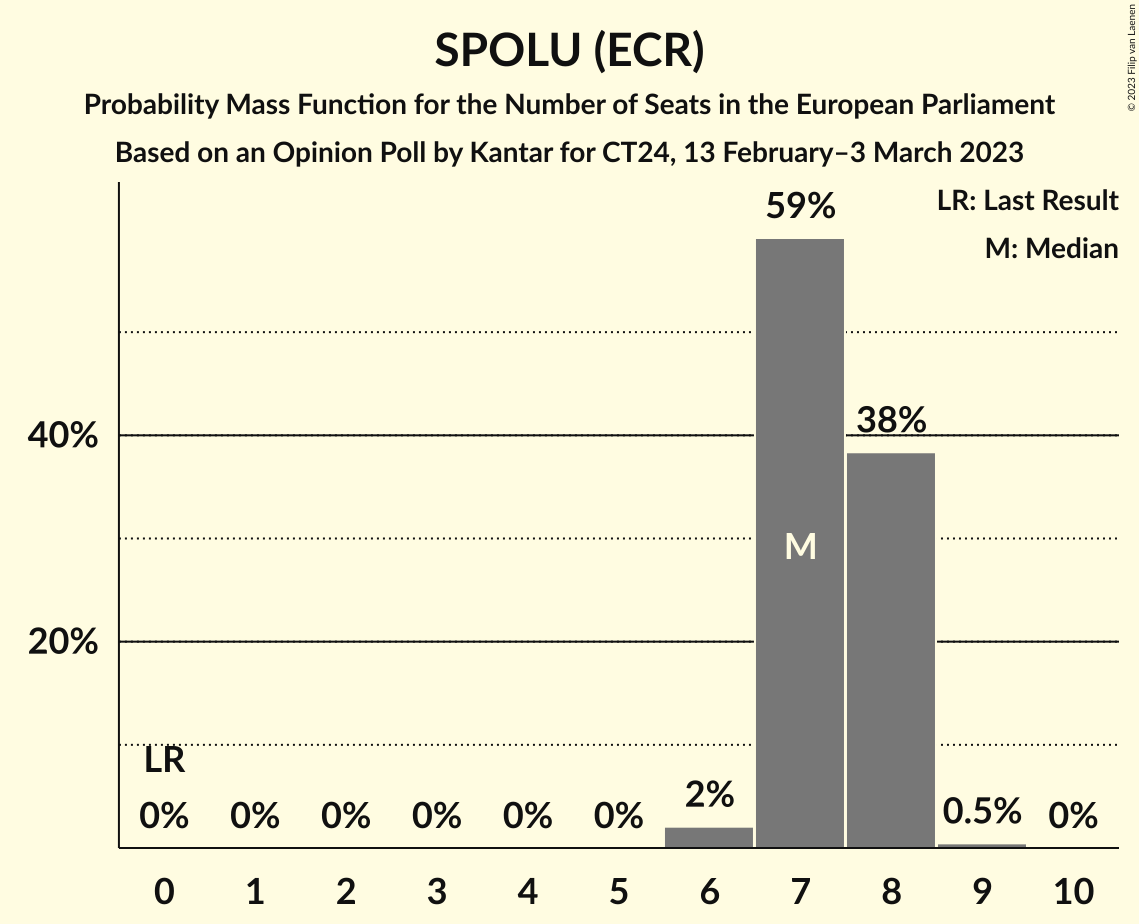 SPOLU (ECR)
Probability Mass Function for the Number of Seats in the European Parliament
Based on an Opinion Poll by Kantar for CT24, 13 February–3 March 2023
© 2023 Filip van Laenen
LR: Last Result
M: Median
59%
38%
40%
M
20%
LR
0% 0% 0% 0% 0% 0% 2% 0.5% 0%
0 1 2 3 4 5 6 7 8 9 10